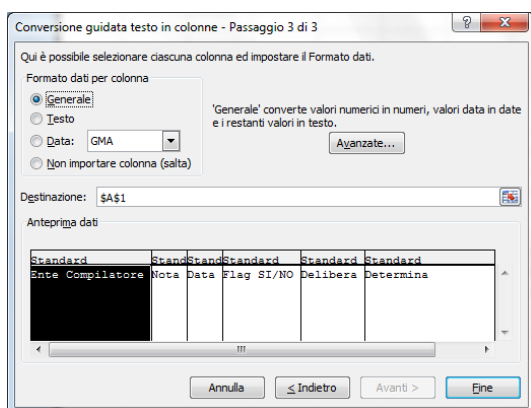 Conversione guidata testo in colonne - Passaggio 3 di 3
Qui è possibile selezionare ciascuna colonna ed impostare il Formato dati.
Formato dati per colonna
Generale
Testo
Data: GMA
Non importare colonna (salta)
'Generale' converte valori numerici in numeri, valori data in date
e i restanti valori in testo.
Avanzate...
Destinazione: $A$1
Anteprima dati
Standard Stand Stand Standard Standard Standard
Ente Compilatore Nota Data Flag SI/NO Delibera Determina
Annulla < Indietro Avanti > Fine